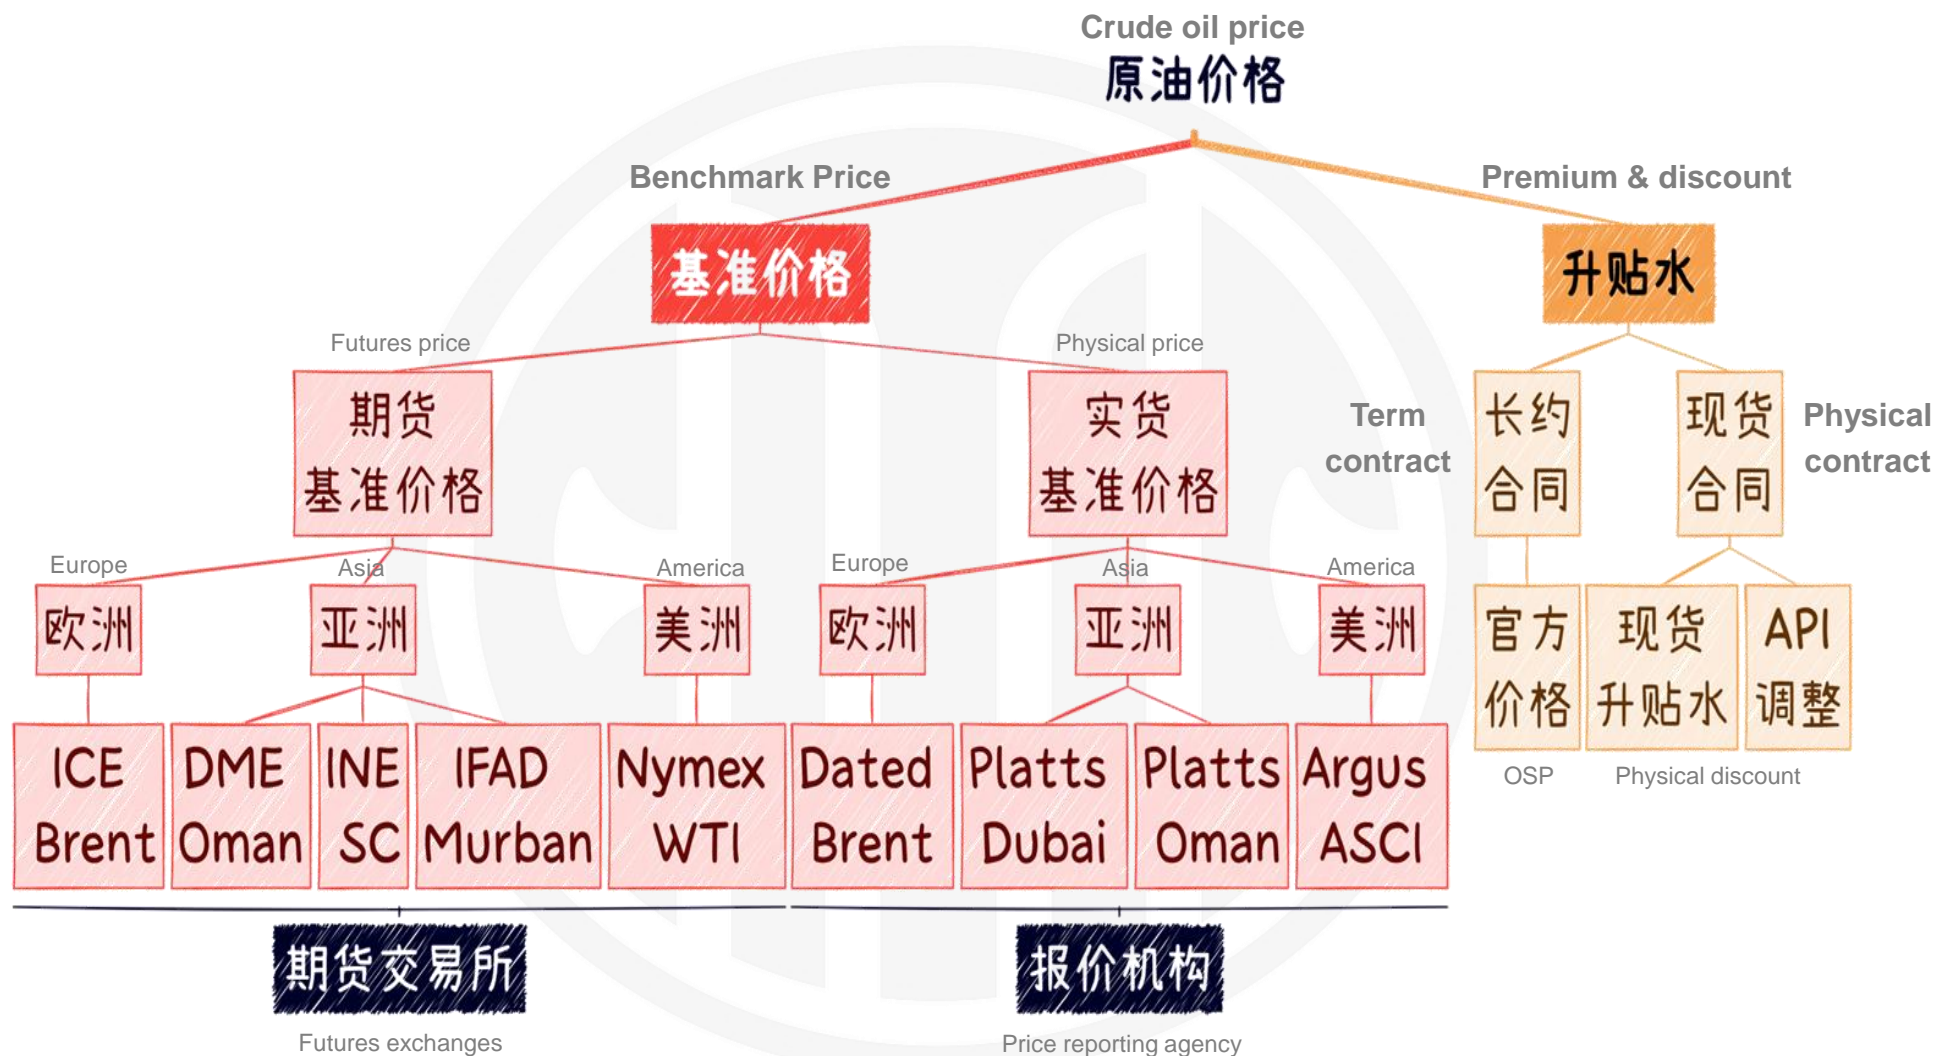 Crude oil price
原油价格
Benchmark Price
Premium & discount
基准价格
升贴水
Futures price
Physical price
期货
基准价格
实货
基准价格
Term
contract
长约
合同
现货
合同
Physical
contract
Europe
Asia
America
Europe
Asia
America
欧洲
亚洲
美洲
欧洲
亚洲
美洲
官方
价格
现货
升贴水
API
调整
ICE
Brent
DME
Oman
INE
SC
IFAD
Murban
Nymex
WTI
Dated
Brent
Platts
Dubai
Platts
Oman
Argus
ASCI
OSP
Physical discount
期货交易所
报价机构
Futures exchanges
Price reporting agency